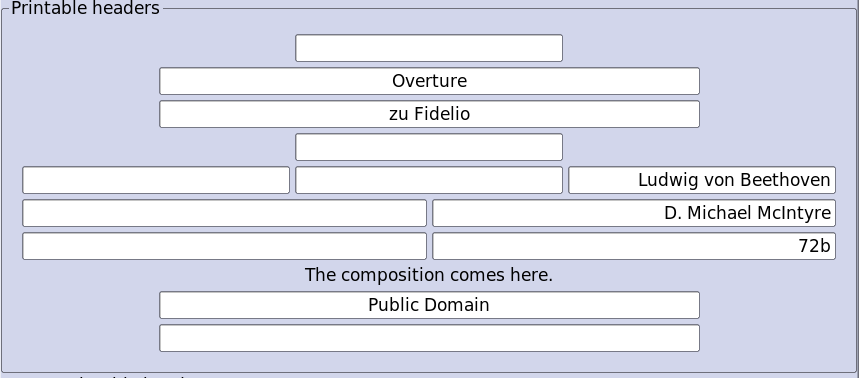 Printable headers
Overture
zu Fidelio
Ludwig von Beethoven
D. Michael McIntyre
72b
The composition comes here.
Public Domain